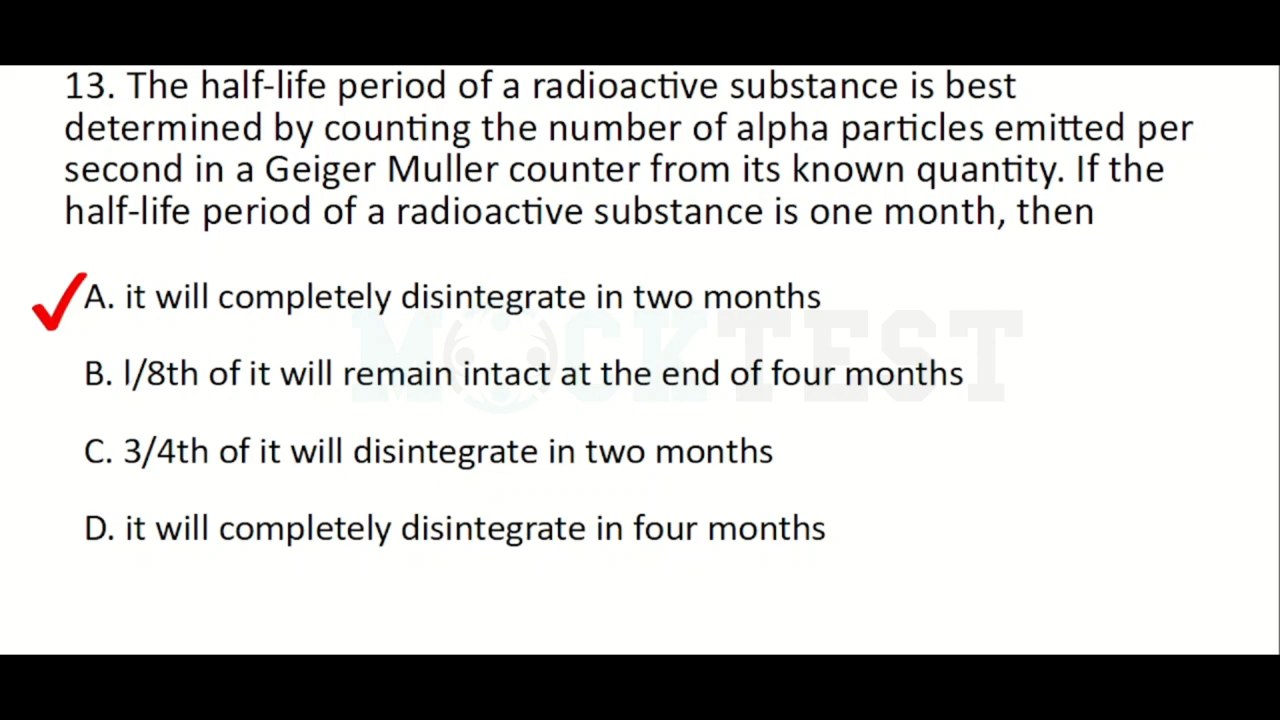 13. The half-life period of a radioactive substance is best
determined by counting the number of alpha particles emitted per
second in a Geiger Muller counter from its known quantity. If the
half-life period of a radioactive substance is one month, then
A. it will completely disintegrate in two months
B. l/8th of it will remain intact at the end of four months
C. 3/4th of it will disintegrate in two months
D. it will completely disintegrate in four months
MOCKTEST